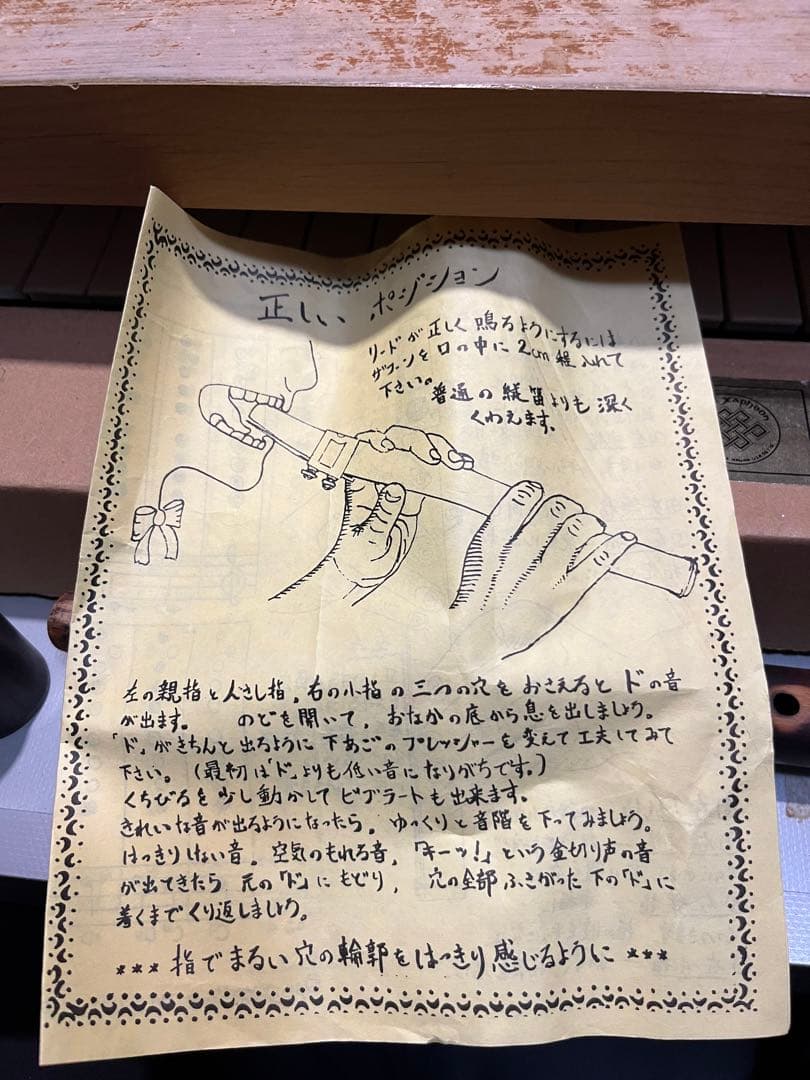 正しい ポジション
リードが正しく鳴るようにするには
ザフーンを口の中に2cm程入れて
下さい。
普通の縦笛よりも深く
くわえます。
Xaphoon
左の親指と人さし指、右の小指の三つの穴をおさえるとドの音
が出ます。 のどを開いて、おなかの底から息を出しましょう。
「ド」がきちんと出るように下あごのプレッシャーを変えて工夫してみて
下さい。(最初は「ド」よりも低い音になりがちです。)
くちびるを少し動かしてビブラートも出来ます。
きれいな音が出るようになったら、ゆっくりと音階を下ってみましょう。
はっきりしない音、空気のもれる音、「キーッ!」という金切り声の音
が出てきたら 元の「ド」にもどり、 穴の全部ふさがった下の「ド」に
着くまでくり返しましょう。
*** 指でまるい穴の輪郭をはっきり感じるように ***